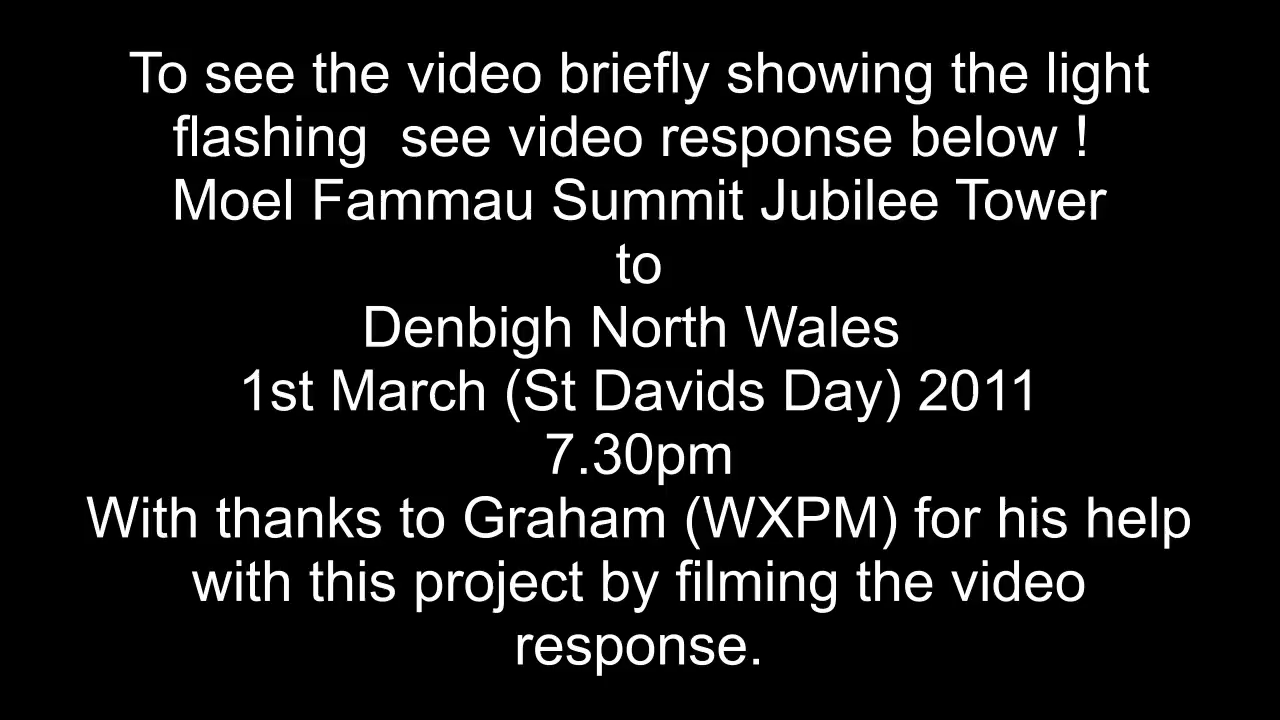 To see the video briefly showing the light
flashing  see video response below !
Moel Fammau Summit Jubilee Tower
to
Denbigh North Wales
1st March (St Davids Day) 2011
7.30pm
With thanks to Graham (WXPM) for his help
with this project by filming the video
response.